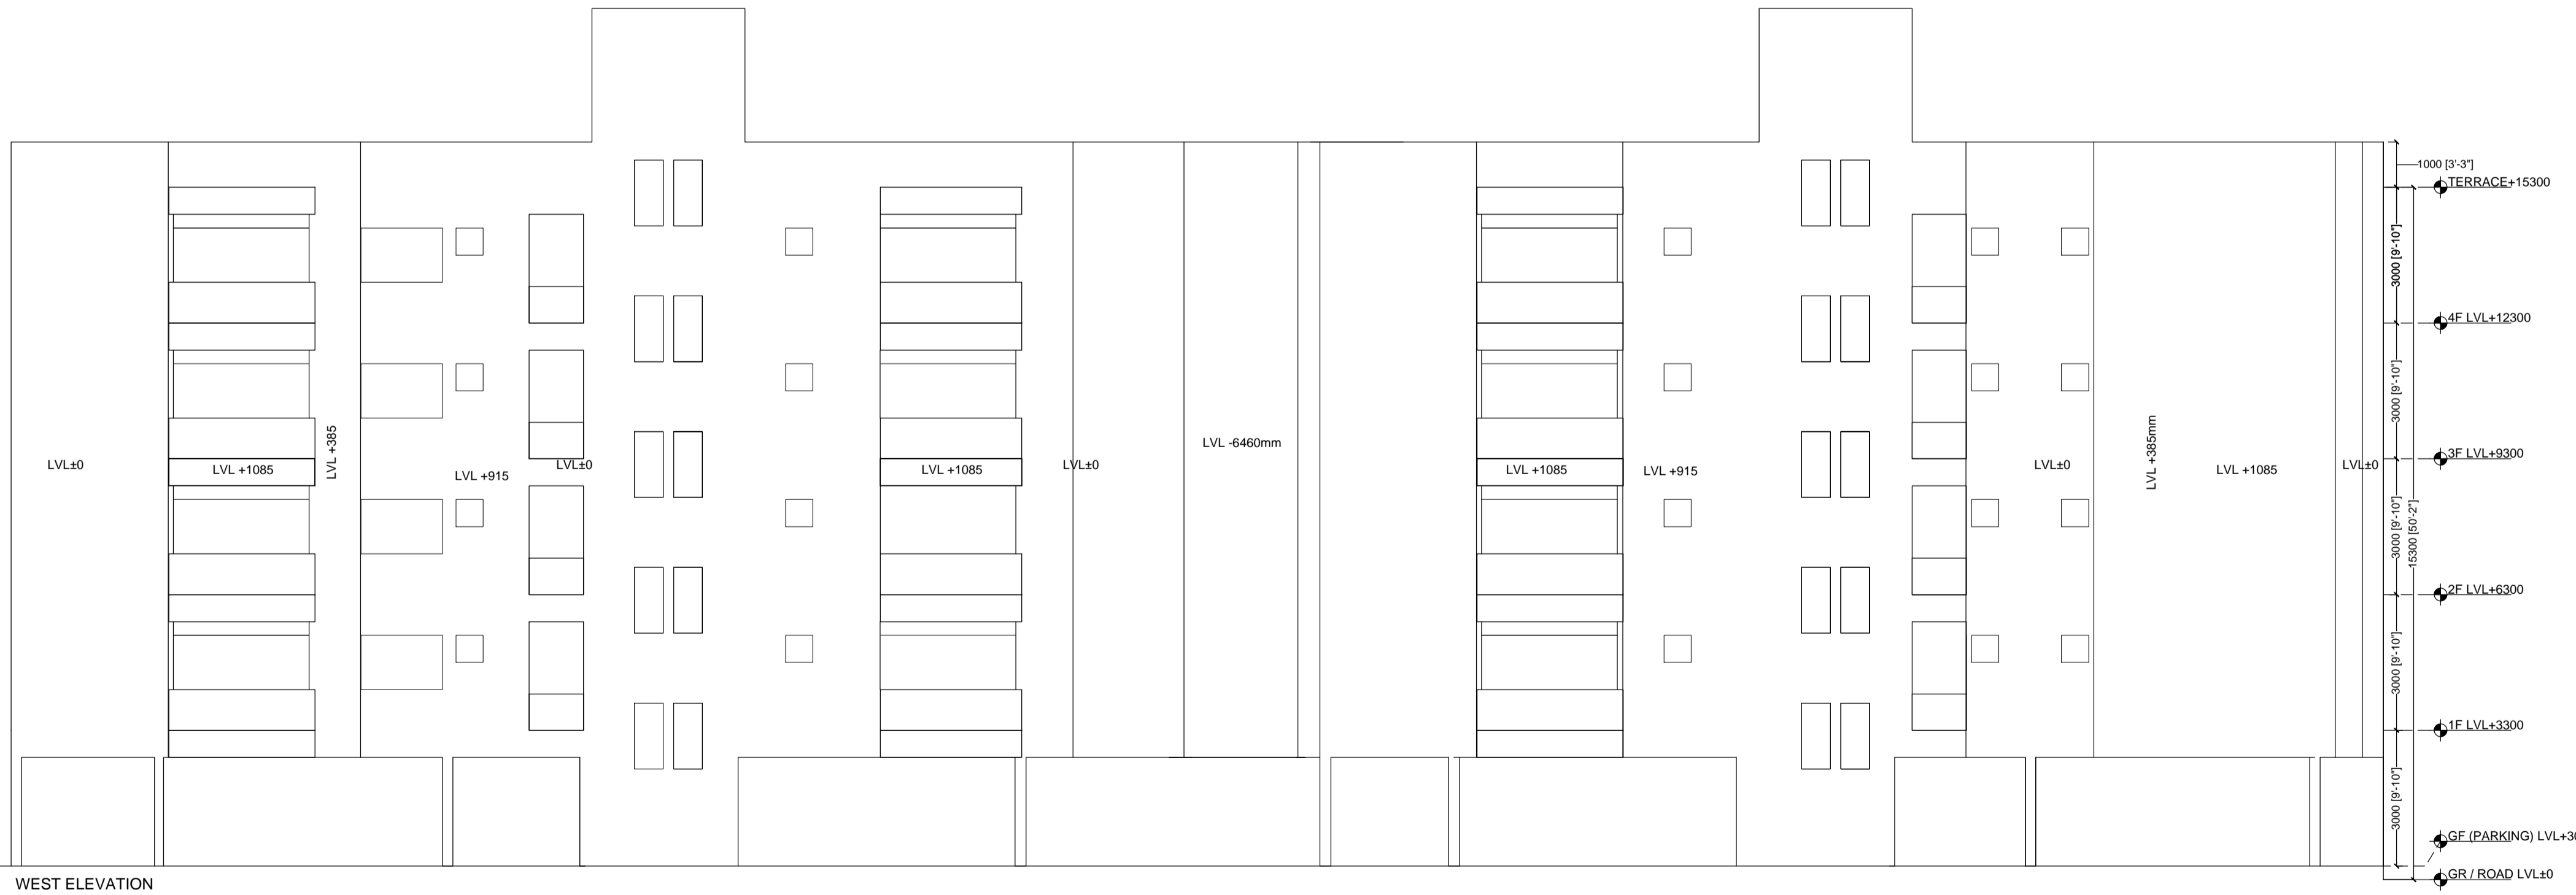 1000 [3'-3"]
TERRACE+15300
3000 [9'-10"]
4F LVL+12300
3000 [9'-10"]
LVL±0
LVL +1085
LVL +385
LVL +915
LVL±0
LVL +1085
LVL±0
LVL -6460mm
LVL +1085
LVL +915
LVL±0
LVL +385mm
LVL +1085
LVL±0
3F LVL+9300
3000 [9'-10"]
15300 [50'-2"]
2F LVL+6300
3000 [9'-10"]
1F LVL+3300
3000 [9'-10"]
GF (PARKING) LVL+30
GR / ROAD LVL±0
WEST ELEVATION